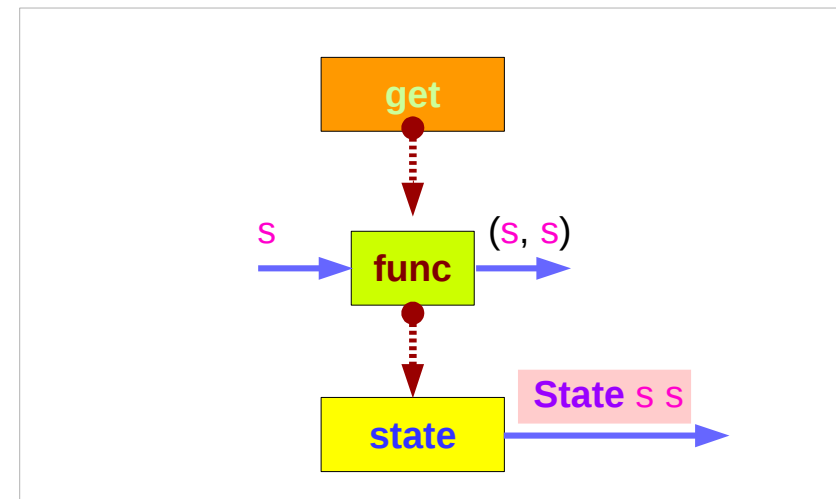 get
s
(s, s)
func
State s s
state